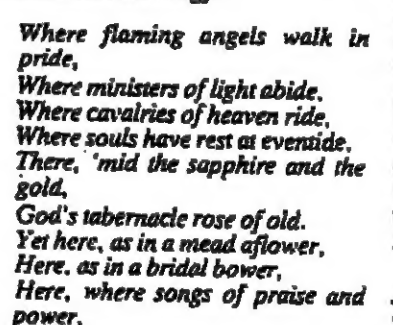 Where flaming angels walk in
pride,
Where ministers of light abide,
Where cavalries of heaven ride,
Where souls have rest at eventide.
There, 'mid the sapphire and the
gold,
God's tabernacle rose of old.
Yet here, as in a mead aflower,
Here, as in a bridal bower,
Here, where songs of praise and
power,